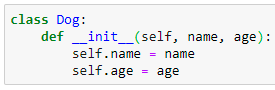 class Dog:
    def __init__(self, name, age):
        self.name = name
        self.age = age